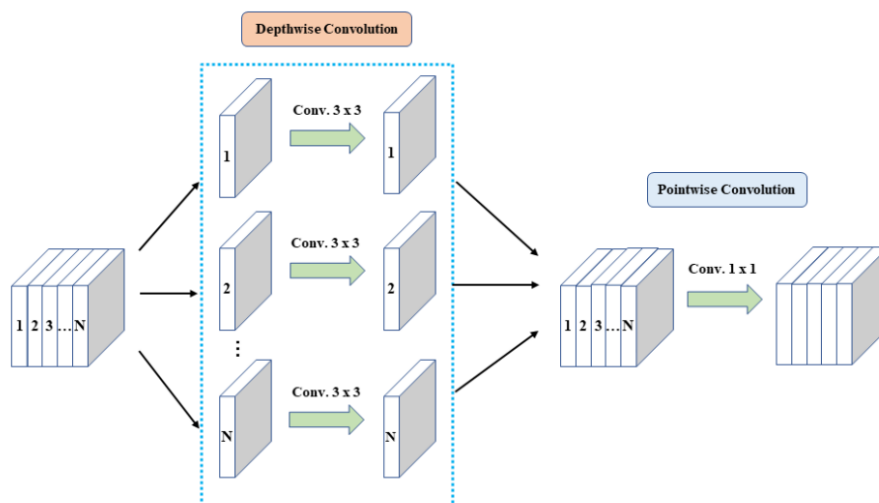 Depthwise Convolution
Conv. 3 x 3
1
1
Pointwise Convolution
Conv. 3 x 3
2
2
1 2 3 ... N
⋮
Conv. 3 x 3
N
N
1 2 3 ... N
Conv. 1 x 1